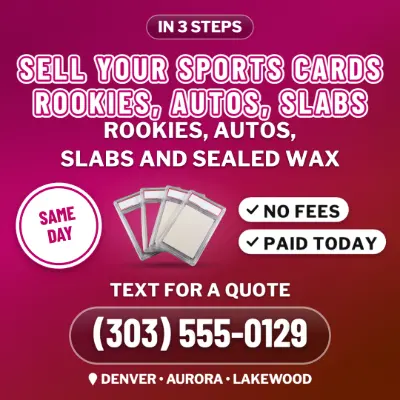 IN 3 STEPS
SELL YOUR SPORTS CARDS
ROOKIES, AUTOS, SLABS
ROOKIES, AUTOS,
SLABS AND SEALED WAX
SAME
DAY
NO FEES
PAID TODAY
TEXT FOR A QUOTE
(303) 555-0129
DENVER • AURORA • LAKEWOOD